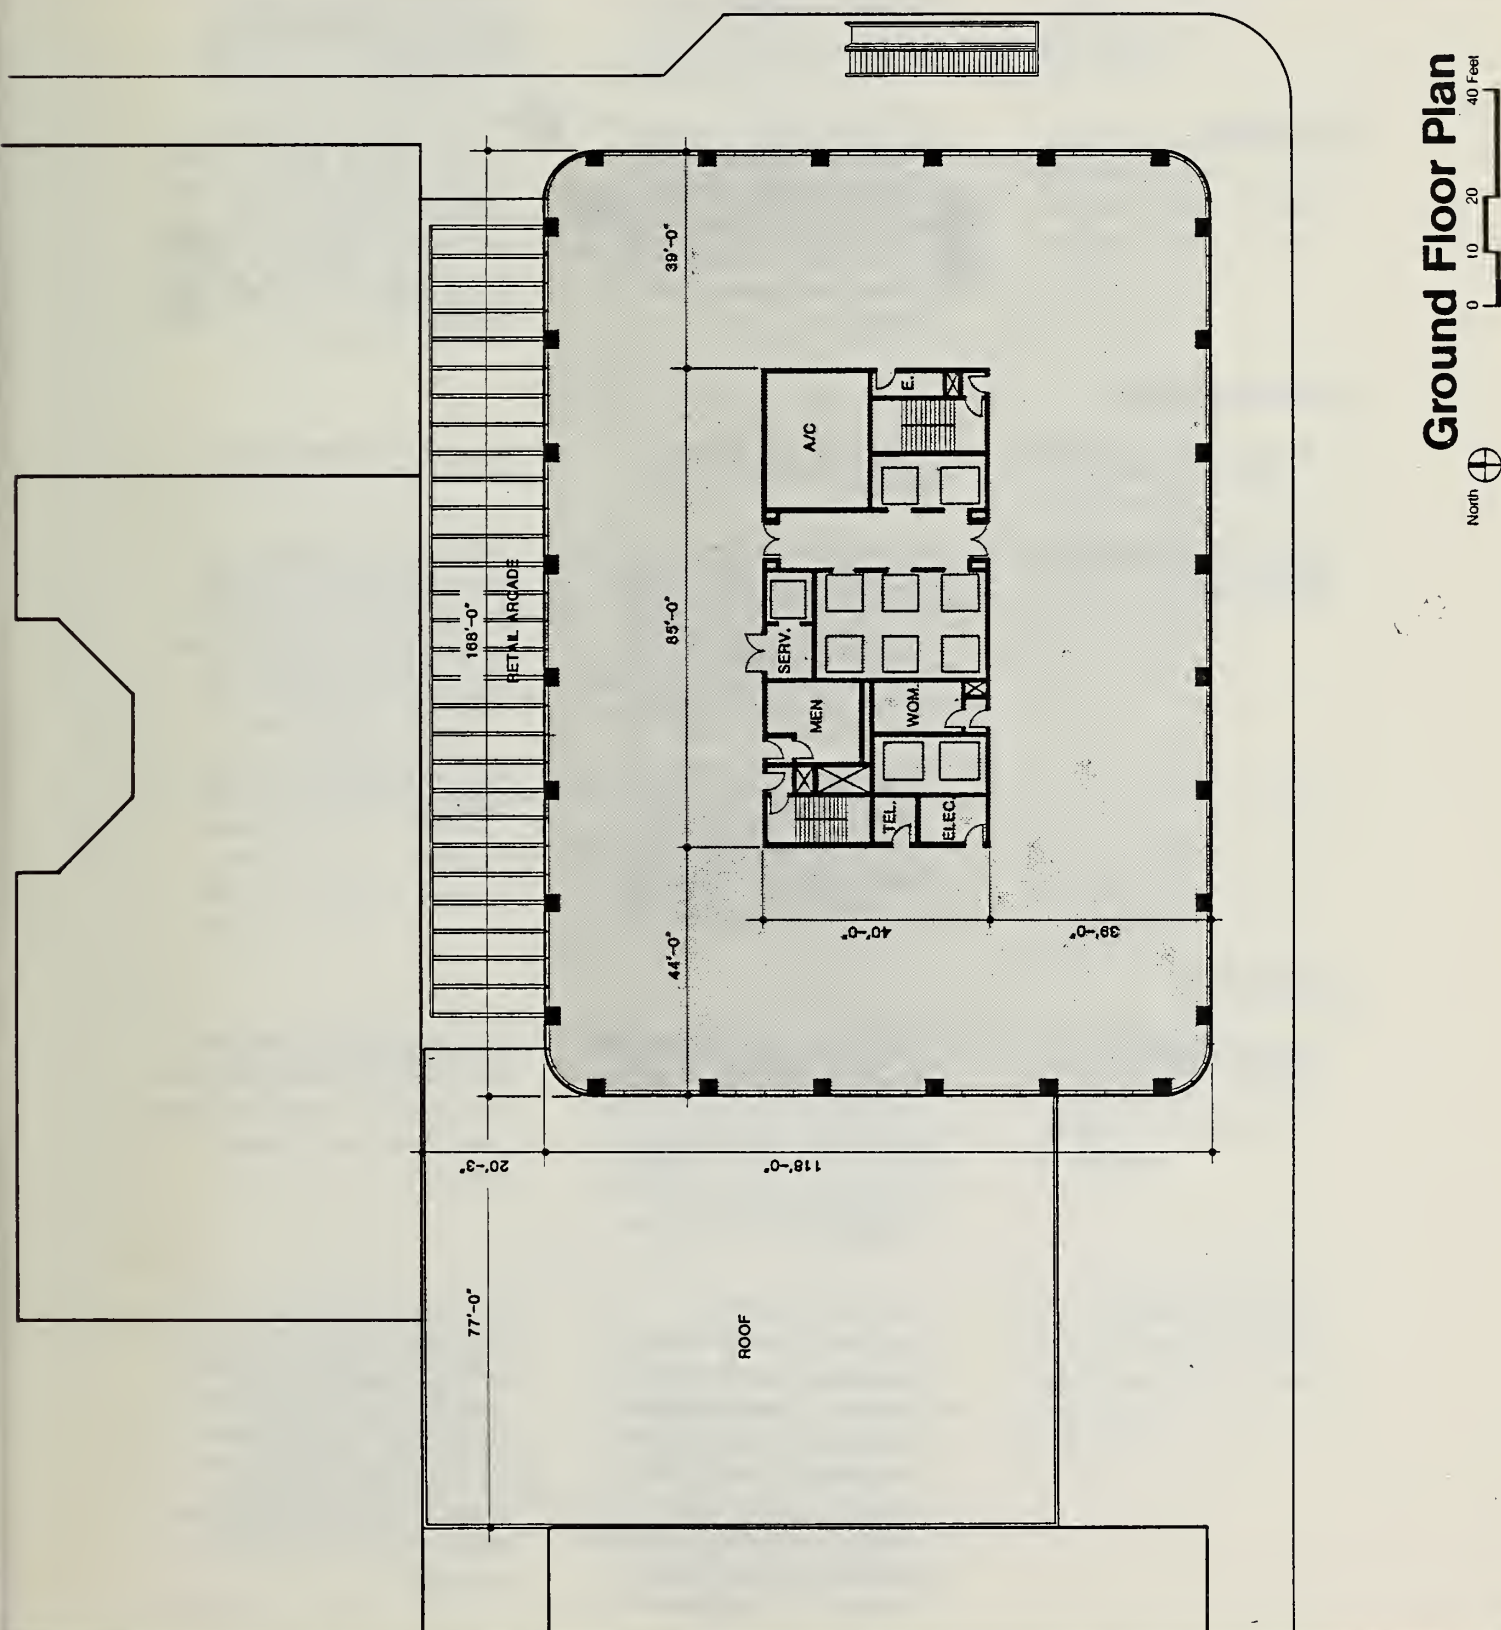 Ground Floor Plan
0 10 20 40 Feet
North
168'-0"
RETAIL ARCADE
39'-0"
85'-0"
44'-0"
A/C
E.
SERV.
MEN
WOM.
TEL.
ELEC.
40'-0"
39'-0"
20'-3"
118'-0"
77'-0"
ROOF